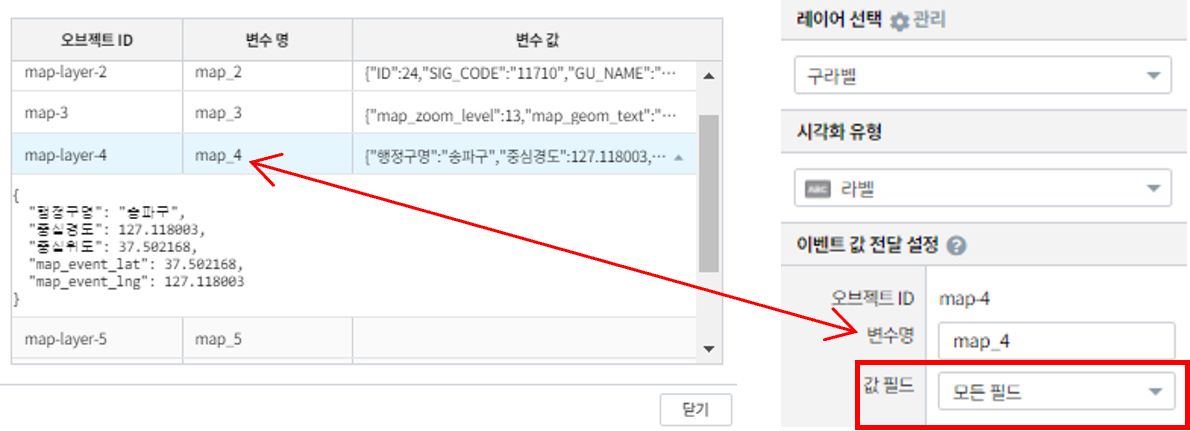 오브젝트 ID 변수 명 변수 값
map-layer-2 map_2 {"ID":24,"SIG_CODE":"11710","GU_NAME":"…
map-3 map_3 {"map_zoom_level":13,"map_geom_text":"…
map-layer-4 map_4 {"행정구명":"송파구","중심경도":127.118003,…
{
"행정구명": "송파구",
"중심경도": 127.118003,
"중심위도": 37.502168,
"map_event_lat": 37.502168,
"map_event_lng": 127.118003
}
map-layer-5 map_5
닫기
레이어 선택 관리
구라벨
시각화 유형
ABC 라벨
이벤트 값 전달 설정 ?
오브젝트 ID map-4
변수명 map_4
값 필드 모든 필드